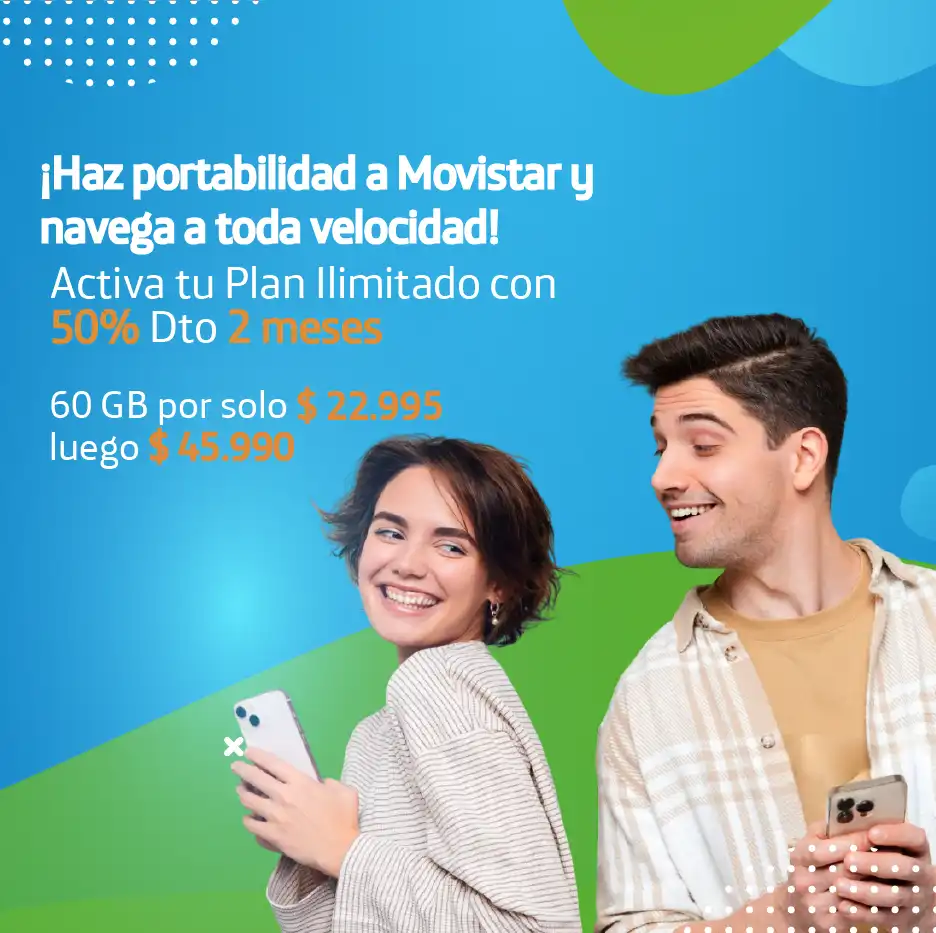 ¡Haz portabilidad a Movistar y
navega a toda velocidad!
Activa tu Plan Ilimitado con
50% Dto 2 meses
60 GB por solo $ 22.995
luego $ 45.990